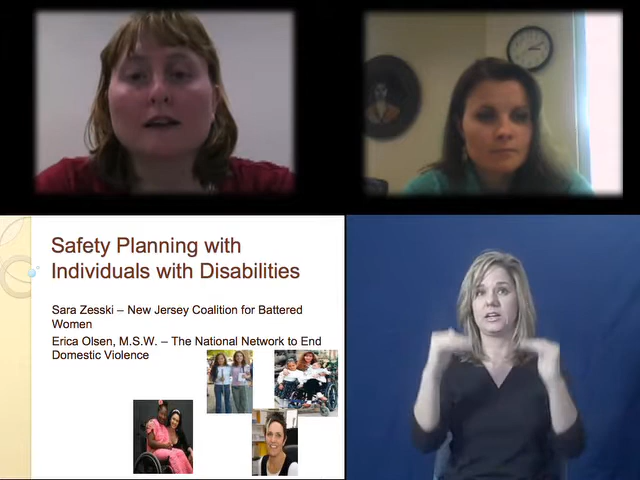 Safety Planning with
Individuals with Disabilities
Sara Zesski – New Jersey Coalition for Battered
Women
Erica Olsen, M.S.W. – The National Network to End
Domestic Violence